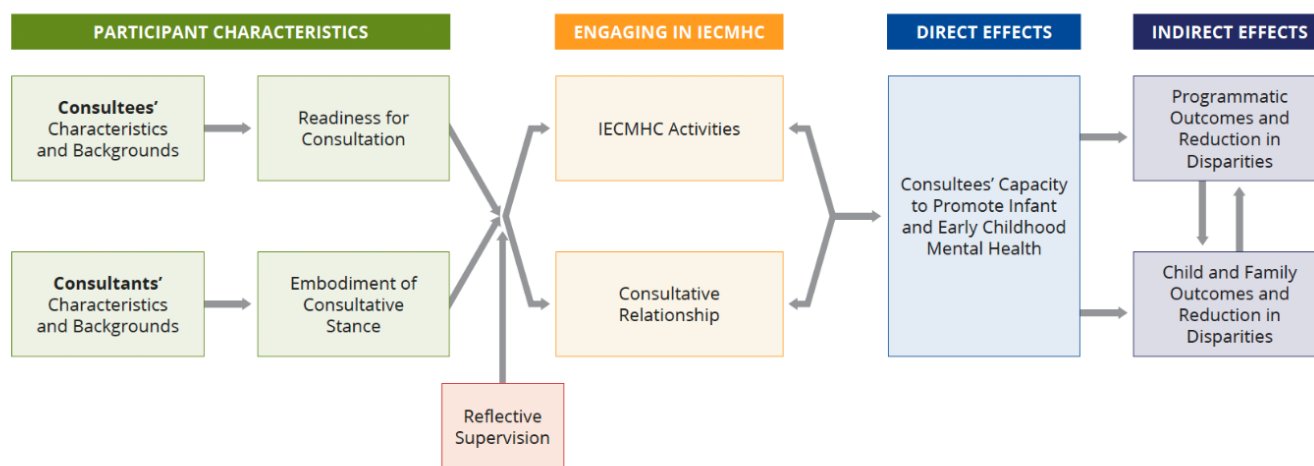 PARTICIPANT CHARACTERISTICS
ENGAGING IN IECMHC
DIRECT EFFECTS
INDIRECT EFFECTS
Consultees’
Characteristics
and Backgrounds
Readiness for
Consultation
IECMHC Activities
Consultees’ Capacity
to Promote Infant
and Early Childhood
Mental Health
Programmatic
Outcomes and
Reduction in
Disparities
Consultants’
Characteristics
and Backgrounds
Embodiment of
Consultative
Stance
Consultative
Relationship
Child and Family
Outcomes and
Reduction in
Disparities
Reflective
Supervision